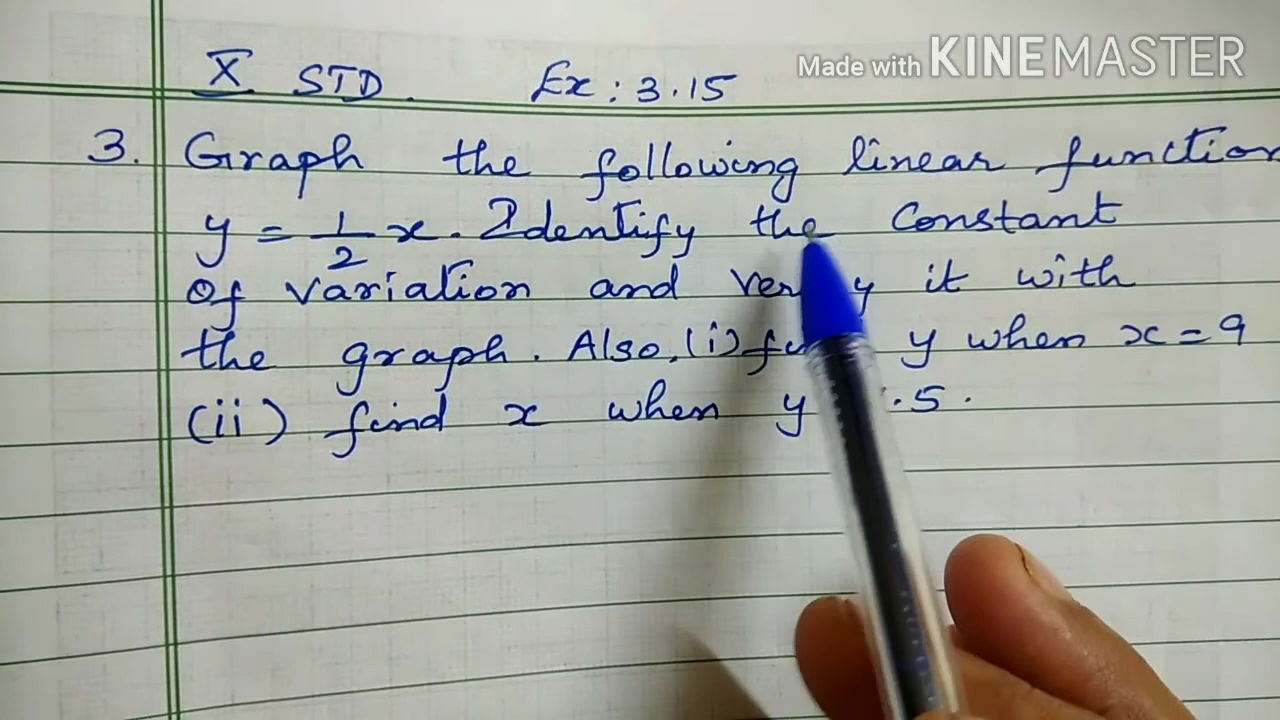 Made with KINEMASTER
X STD. Ex: 3.15
3. Graph the following linear function
y = 1/2 x. Identify the constant
of variation and it with
the graph. Also, (i) y when x = 9
(ii) find x when y .5.